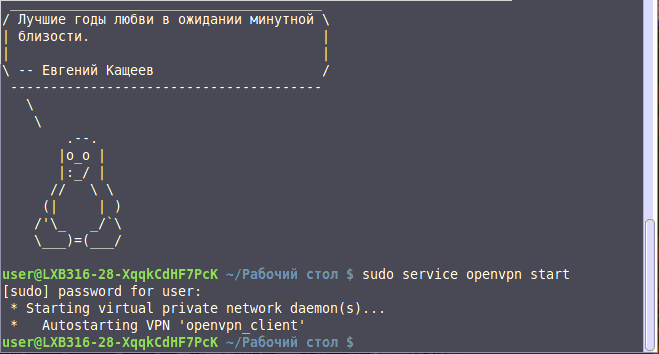 _______________________________________
/ Лучшие годы любви в ожидании минутной \
| близости.                             |
|                                       |
\ -- Евгений Кащеев                     /
 ---------------------------------------
   \
    \
        .--.
       |o_o |
       |:_/ |
      //   \ \
     (|     | )
    /'\_   _/`\
    \___)=(___/

user@LXB316-28-XqqkCdHF7PcK ~/Рабочий стол $ sudo service openvpn start
[sudo] password for user:
 * Starting virtual private network daemon(s)...
 *   Autostarting VPN 'openvpn_client'
user@LXB316-28-XqqkCdHF7PcK ~/Рабочий стол $